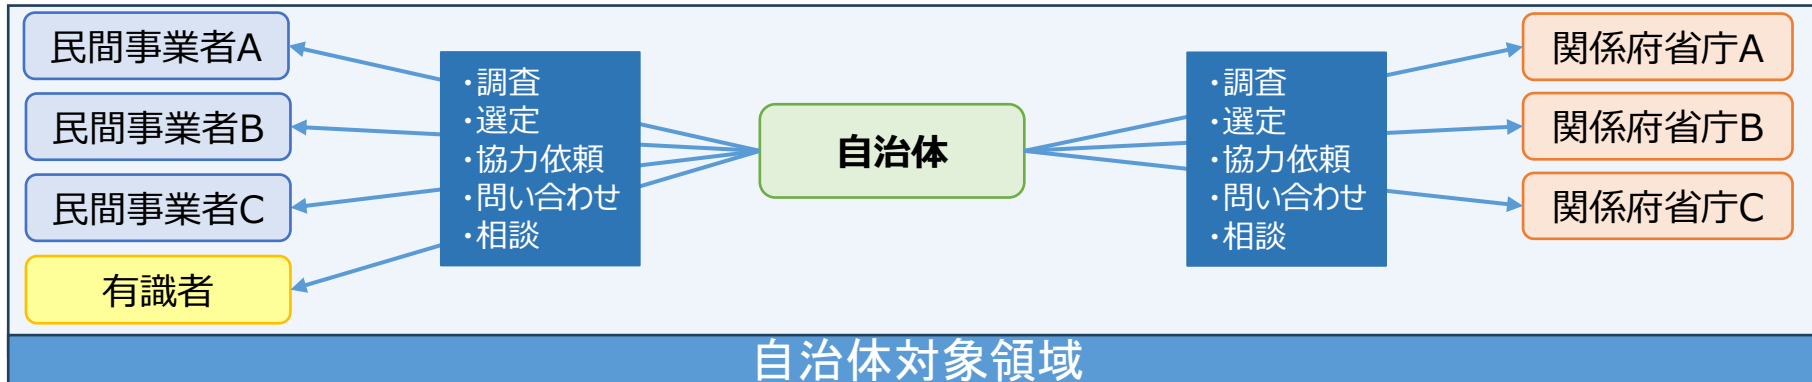 民間事業者A
民間事業者B
民間事業者C
有識者
・調査
・選定
・協力依頼
・問い合わせ
・相談
自治体
・調査
・選定
・協力依頼
・問い合わせ
・相談
関係府省庁A
関係府省庁B
関係府省庁C
自治体対象領域